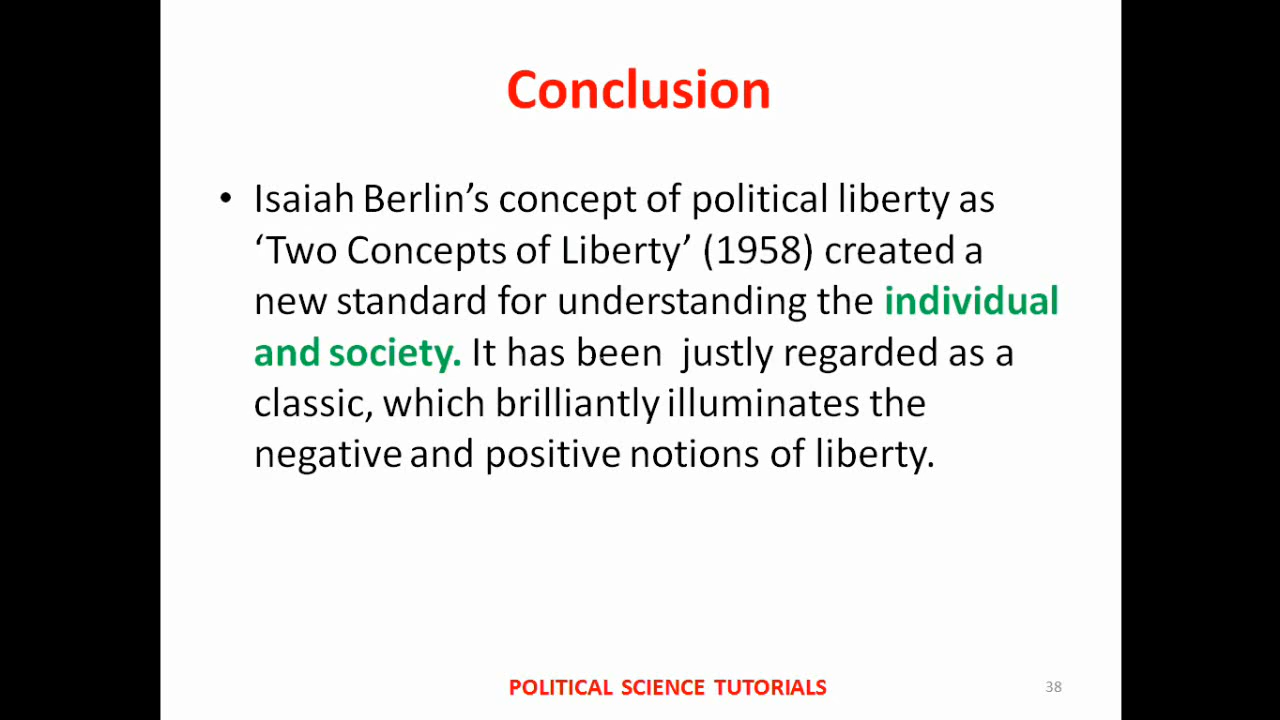 Conclusion
• Isaiah Berlin’s concept of political liberty as
‘Two Concepts of Liberty’ (1958) created a
new standard for understanding the individual
and society. It has been justly regarded as a
classic, which brilliantly illuminates the
negative and positive notions of liberty.
POLITICAL SCIENCE TUTORIALS
38